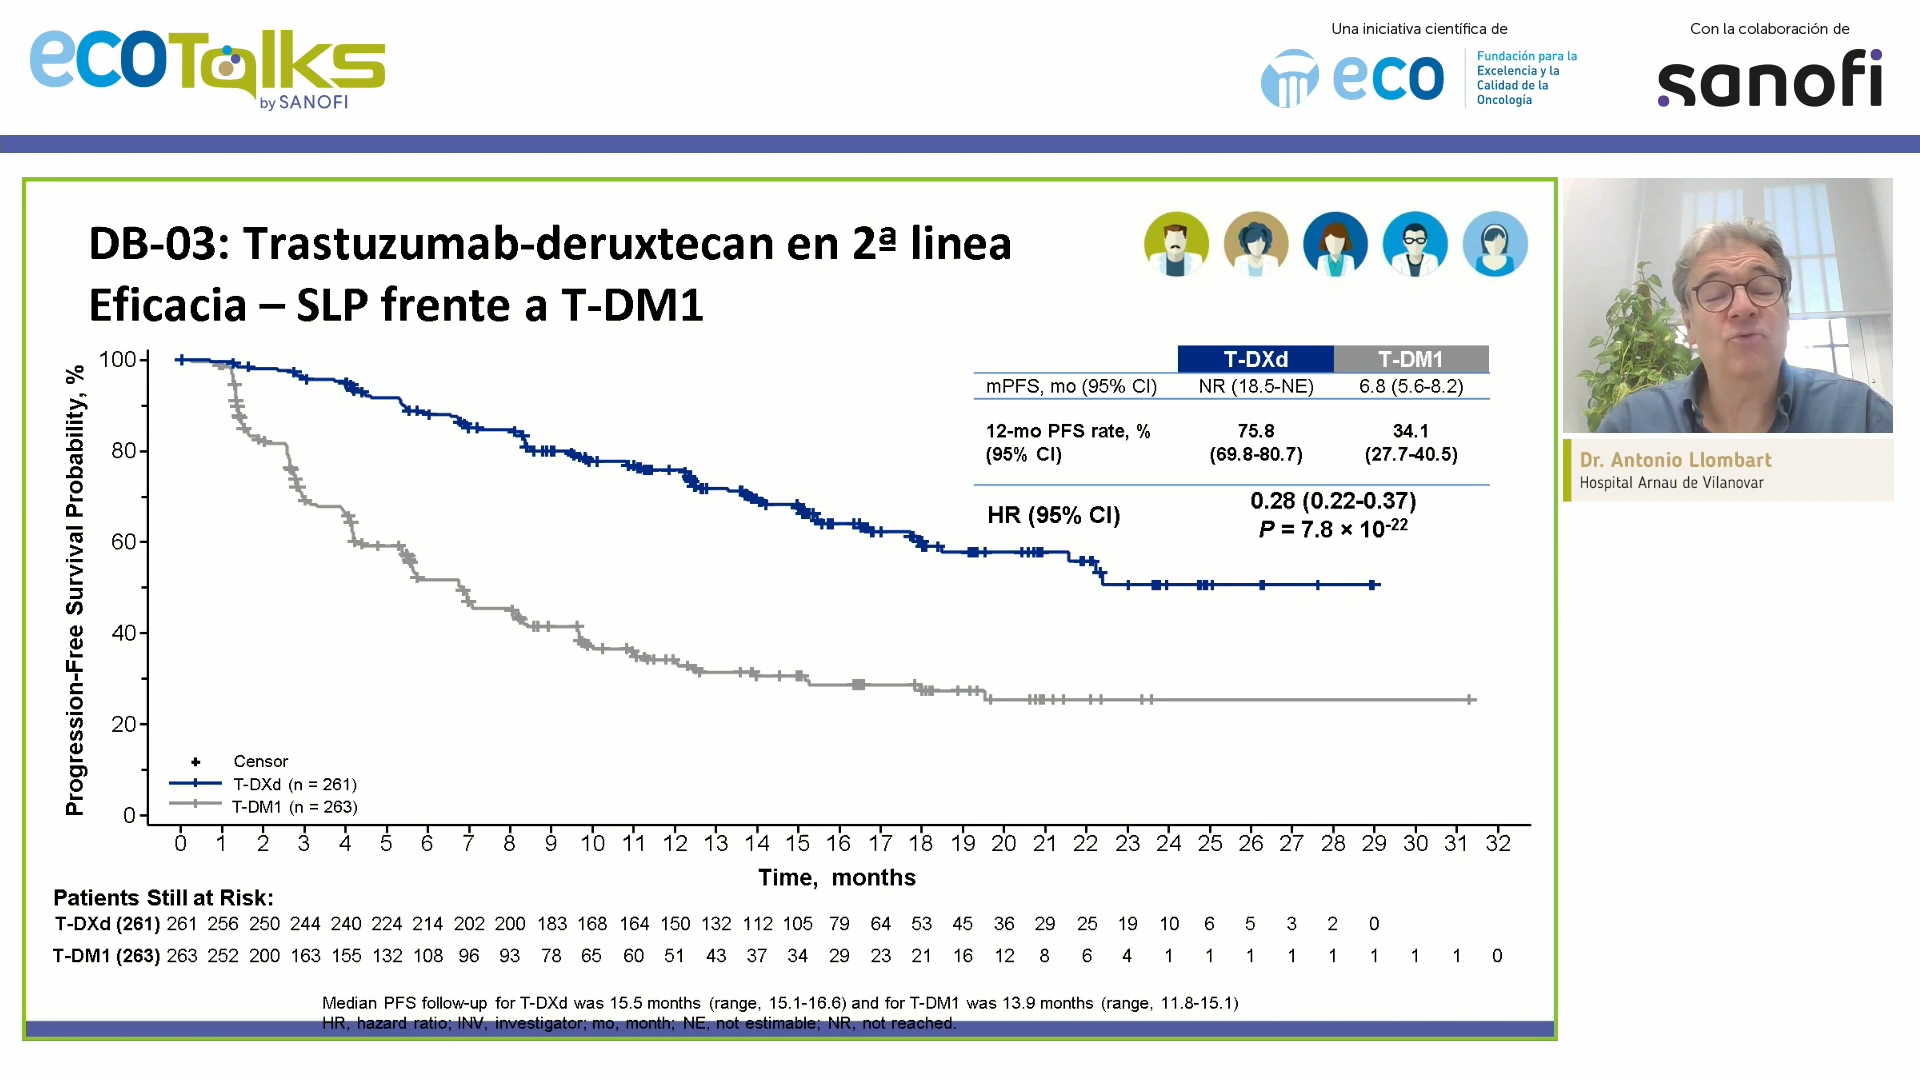 ecoTalks
by SANOFI
Una iniciativa científica de
eco
Fundación para la
Excelencia y la
Calidad de la
Oncología
Con la colaboración de
sanofi
DB-03: Trastuzumab-deruxtecan en 2ª linea
Eficacia – SLP frente a T-DM1
Progression-Free Survival Probability, %
100
80
60
40
20
0
T-DXd T-DM1
mPFS, mo (95% CI) NR (18.5-NE) 6.8 (5.6-8.2)
12-mo PFS rate, % 75.8 34.1
(95% CI) (69.8-80.7) (27.7-40.5)
HR (95% CI) 0.28 (0.22-0.37)
P = 7.8 × 10-22
Censor
T-DXd (n = 261)
T-DM1 (n = 263)
0 1 2 3 4 5 6 7 8 9 10 11 12 13 14 15 16 17 18 19 20 21 22 23 24 25 26 27 28 29 30 31 32
Time, months
Patients Still at Risk:
T-DXd (261) 261 256 250 244 240 224 214 202 200 183 168 164 150 132 112 105 79 64 53 45 36 29 25 19 10 6 5 3 2 0
T-DM1 (263) 263 252 200 163 155 132 108 96 93 78 65 60 51 43 37 34 29 23 21 16 12 8 6 4 1 1 1 1 1 1 1 1 0
Median PFS follow-up for T-DXd was 15.5 months (range, 15.1-16.6) and for T-DM1 was 13.9 months (range, 11.8-15.1)
HR, hazard ratio; INV, investigator; mo, month; NE, not estimable; NR, not reached.
Dr. Antonio Llombart
Hospital Arnau de Vilanovar